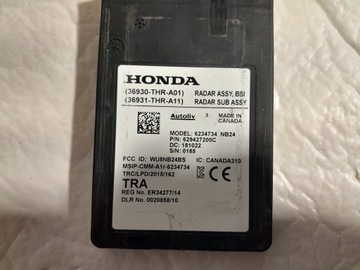 HONDA
(36930-THR-A01) RADAR ASSY, BSI
(36931-THR-A11) RADAR SUB ASSY
Autoliv 3 MADE IN CANADA
MODEL: 6234734 NB24
P/N: 629427200C
DC: 181022
S/N: 0185
FCC ID: WU8NB24BS IC: CANADA310
MSIP-CMM-A1r-6234734
TRC/LPD/2015/162
TRA
REG No. ER34277/14
DLR No. 0020858/10